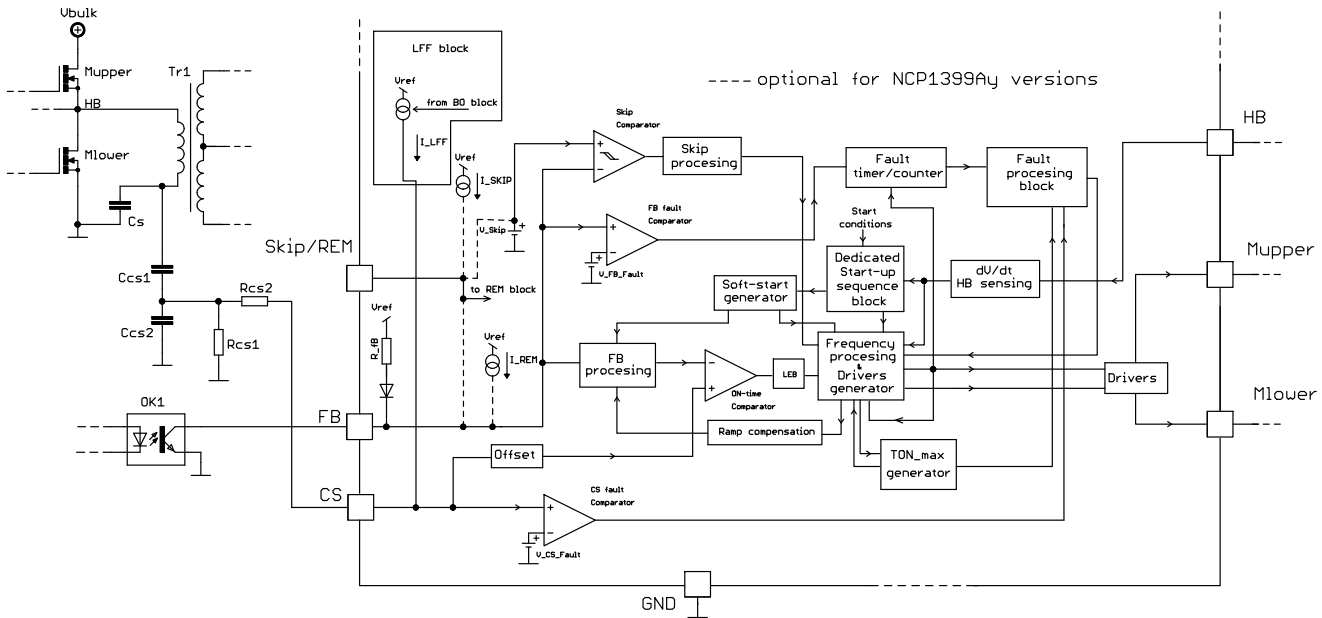 Vbulk
LFF block
Mupper
Tr1
Vref
from BO block
---- optional for NCP1399Ay versions
HB
I_LFF
Skip
Comparator
HB
Mlower
Vref
I_SKIP
Skip
procesing
Fault
timer/counter
Fault
procesing
block
Cs
V_Skip
FB fault
Comparator
Start
conditions
Skip/REM
V_FB_Fault
Dedicated
Start-up
sequence
block
dV/dt
HB sensing
Mupper
Ccs1
Rcs2
to REM block
Soft-start
generator
Ccs2
Rcs1
Vref
R_fB
Vref
I_REM
FB
procesing
LEB
Frequency
procesing
&
Drivers
generator
Drivers
ON-time
Comparator
Mlower
OK1
FB
Ramp compensation
Offset
TON_max
generator
CS
CS fault
Comparator
V_CS_Fault
GND